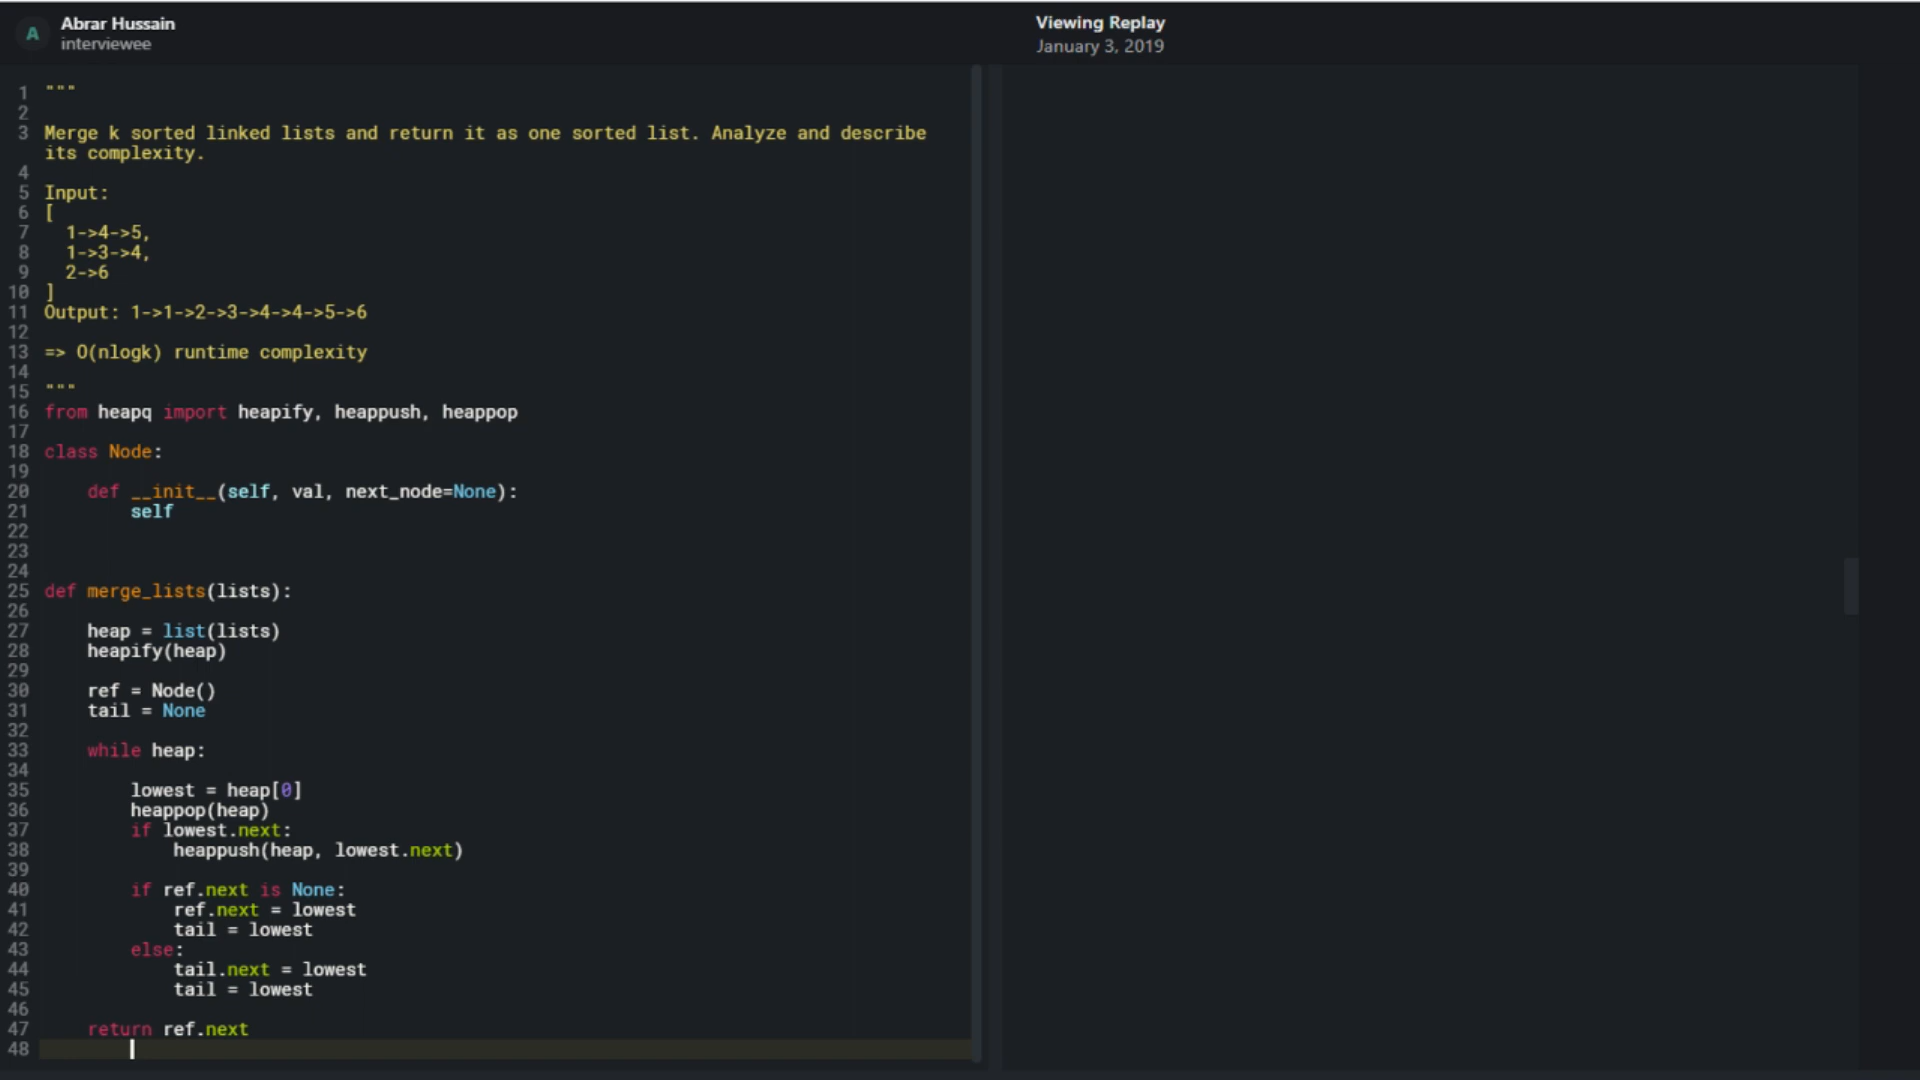 A
Abrar Hussain
interviewee
Viewing Replay
January 3, 2019
1 """
2
3 Merge k sorted linked lists and return it as one sorted list. Analyze and describe
its complexity.
4
5 Input:
6 [
7   1->4->5,
8   1->3->4,
9   2->6
10 ]
11 Output: 1->1->2->3->4->4->5->6
12
13 => O(nlogk) runtime complexity
14
15 """
16 from heapq import heapify, heappush, heappop
17
18 class Node:
19
20     def __init__(self, val, next_node=None):
21         self
22
23
24
25 def merge_lists(lists):
26
27     heap = list(lists)
28     heapify(heap)
29
30     ref = Node()
31     tail = None
32
33     while heap:
34
35         lowest = heap[0]
36         heappop(heap)
37         if lowest.next:
38             heappush(heap, lowest.next)
39
40         if ref.next is None:
41             ref.next = lowest
42             tail = lowest
43         else:
44             tail.next = lowest
45             tail = lowest
46
47     return ref.next
48